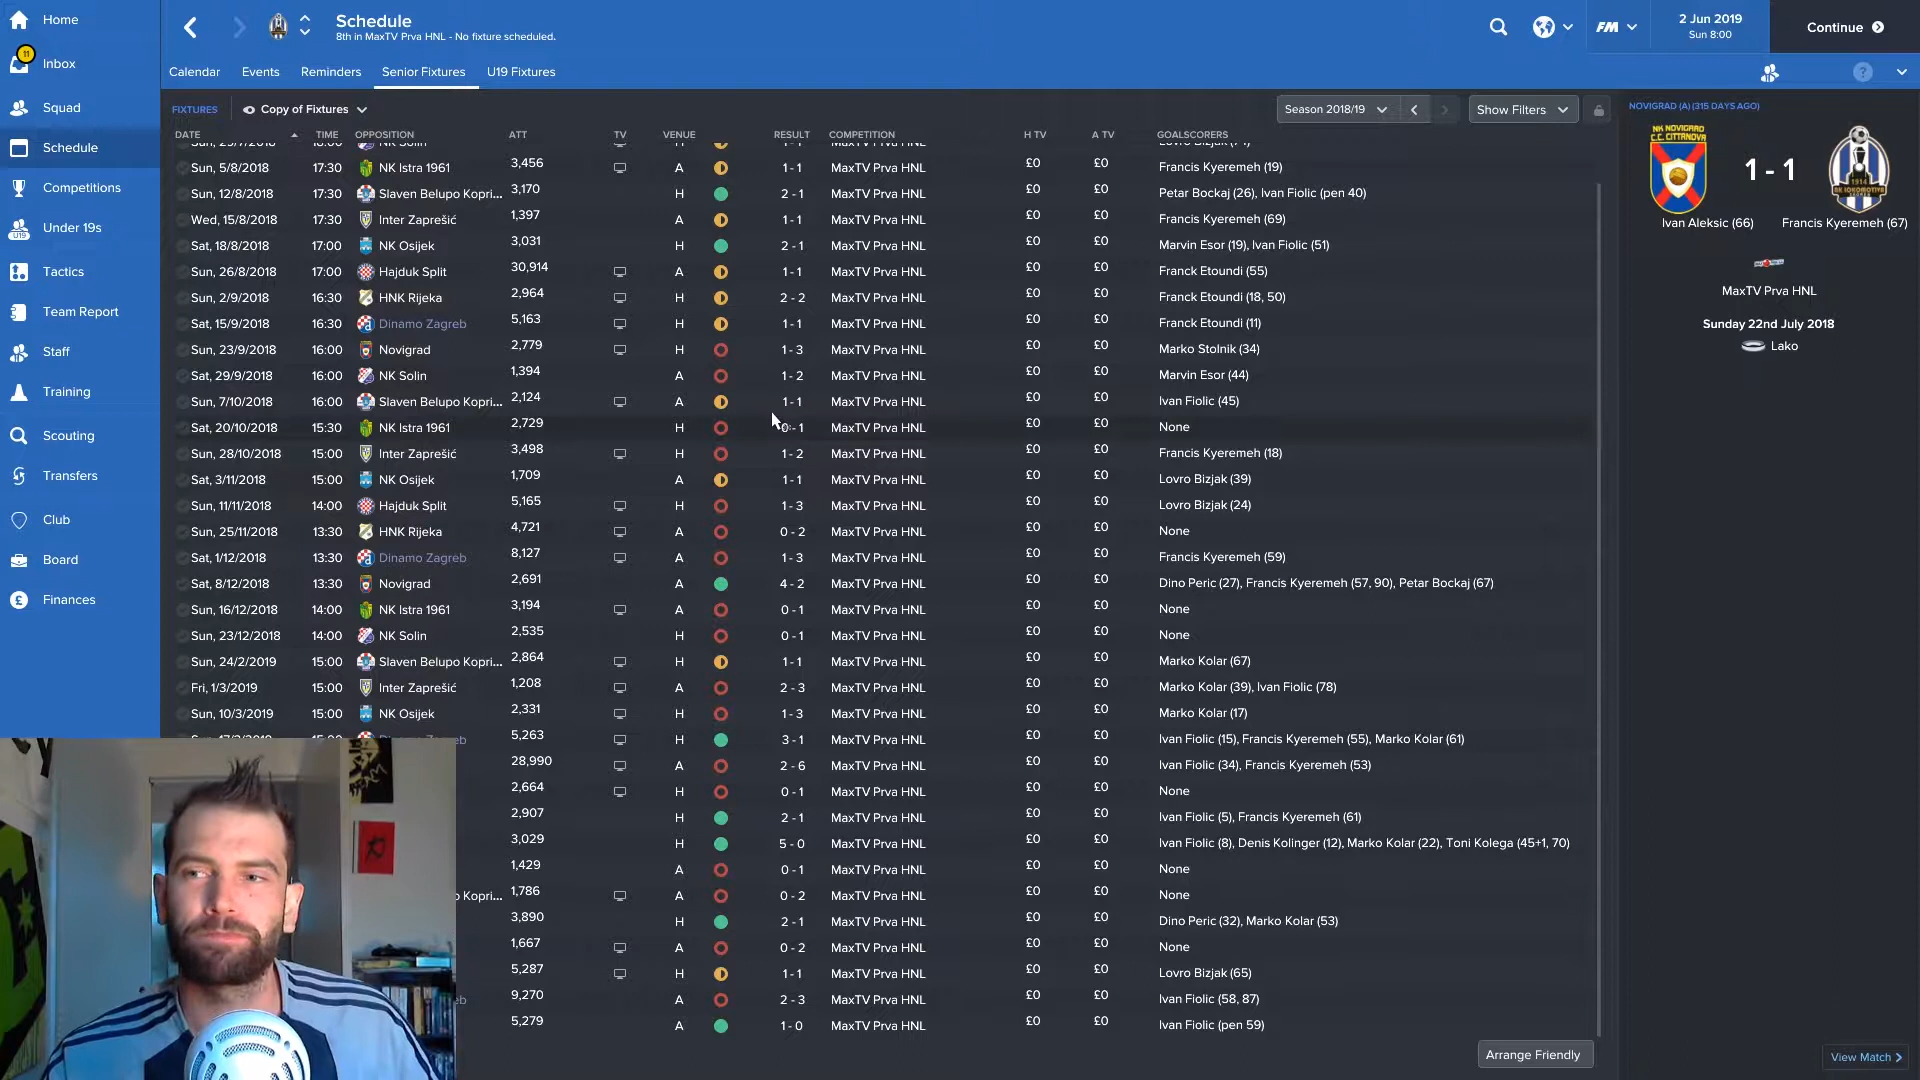 Home
11
Inbox
Squad
Schedule
Competitions
U19
Under 19s
Tactics
Team Report
Staff
Training
Scouting
Transfers
Club
Board
Finances
Schedule
8th in MaxTV Prva HNL - No fixture scheduled.
FM
2 Jun 2019
Sun 8:00
Continue
Calendar Events Reminders Senior Fixtures U19 Fixtures
?
FIXTURES Copy of Fixtures Season 2018/19 Show Filters
DATE TIME OPPOSITION ATT TV VENUE RESULT COMPETITION H TV A TV GOALSCORERS
Sun, 5/8/2018 17:30 NK Istra 1961 3,456 A 1 - 1 MaxTV Prva HNL £0 £0 Francis Kyeremeh (19)
Sun, 12/8/2018 17:30 Slaven Belupo Kopri... 3,170 H 2 - 1 MaxTV Prva HNL £0 £0 Petar Bockaj (26), Ivan Fiolic (pen 40)
Wed, 15/8/2018 17:30 Inter Zaprešić 1,397 A 1 - 1 MaxTV Prva HNL £0 £0 Francis Kyeremeh (69)
Sat, 18/8/2018 17:00 NK Osijek 3,031 H 2 - 1 MaxTV Prva HNL £0 £0 Marvin Esor (19), Ivan Fiolic (51)
Sun, 26/8/2018 17:00 Hajduk Split 30,914 A 1 - 1 MaxTV Prva HNL £0 £0 Franck Etoundi (55)
Sun, 2/9/2018 16:30 HNK Rijeka 2,964 H 2 - 2 MaxTV Prva HNL £0 £0 Franck Etoundi (18, 50)
Sat, 15/9/2018 16:30 Dinamo Zagreb 5,163 H 1 - 1 MaxTV Prva HNL £0 £0 Franck Etoundi (11)
Sun, 23/9/2018 16:00 Novigrad 2,779 H 1 - 3 MaxTV Prva HNL £0 £0 Marko Stolnik (34)
Sat, 29/9/2018 16:00 NK Solin 1,394 A 1 - 2 MaxTV Prva HNL £0 £0 Marvin Esor (44)
Sun, 7/10/2018 16:00 Slaven Belupo Kopri... 2,124 A 1 - 1 MaxTV Prva HNL £0 £0 Ivan Fiolic (45)
Sat, 20/10/2018 15:30 NK Istra 1961 2,729 H 0 - 1 MaxTV Prva HNL £0 £0 None
Sun, 28/10/2018 15:00 Inter Zaprešić 3,498 H 1 - 2 MaxTV Prva HNL £0 £0 Francis Kyeremeh (18)
Sat, 3/11/2018 15:00 NK Osijek 1,709 A 1 - 1 MaxTV Prva HNL £0 £0 Lovro Bizjak (39)
Sun, 11/11/2018 14:00 Hajduk Split 5,165 H 1 - 3 MaxTV Prva HNL £0 £0 Lovro Bizjak (24)
Sun, 25/11/2018 13:30 HNK Rijeka 4,721 A 0 - 2 MaxTV Prva HNL £0 £0 None
Sat, 1/12/2018 13:30 Dinamo Zagreb 8,127 A 1 - 3 MaxTV Prva HNL £0 £0 Francis Kyeremeh (59)
Sat, 8/12/2018 13:30 Novigrad 2,691 A 4 - 2 MaxTV Prva HNL £0 £0 Dino Peric (27), Francis Kyeremeh (57, 90), Petar Bockaj (67)
Sun, 16/12/2018 14:00 NK Istra 1961 3,194 A 0 - 1 MaxTV Prva HNL £0 £0 None
Sun, 23/12/2018 14:00 NK Solin 2,535 H 0 - 1 MaxTV Prva HNL £0 £0 None
Sun, 24/2/2019 15:00 Slaven Belupo Kopri... 2,864 H 1 - 1 MaxTV Prva HNL £0 £0 Marko Kolar (67)
Fri, 1/3/2019 15:00 Inter Zaprešić 1,208 A 2 - 3 MaxTV Prva HNL £0 £0 Marko Kolar (39), Ivan Fiolic (78)
Sun, 10/3/2019 15:00 NK Osijek 2,331 H 1 - 3 MaxTV Prva HNL £0 £0 Marko Kolar (17)
5,263 H 3 - 1 MaxTV Prva HNL £0 £0 Ivan Fiolic (15), Francis Kyeremeh (55), Marko Kolar (61)
28,990 A 2 - 6 MaxTV Prva HNL £0 £0 Ivan Fiolic (34), Francis Kyeremeh (53)
2,664 H 0 - 1 MaxTV Prva HNL £0 £0 None
2,907 H 2 - 1 MaxTV Prva HNL £0 £0 Ivan Fiolic (5), Francis Kyeremeh (61)
3,029 H 5 - 0 MaxTV Prva HNL £0 £0 Ivan Fiolic (8), Denis Kolinger (12), Marko Kolar (22), Toni Kolega (45+1, 70)
1,429 A 0 - 1 MaxTV Prva HNL £0 £0 None
Kopri... 1,786 A 0 - 2 MaxTV Prva HNL £0 £0 None
3,890 H 2 - 1 MaxTV Prva HNL £0 £0 Dino Peric (32), Marko Kolar (53)
1,667 A 0 - 2 MaxTV Prva HNL £0 £0 None
5,287 H 1 - 1 MaxTV Prva HNL £0 £0 Lovro Bizjak (65)
9,270 A 2 - 3 MaxTV Prva HNL £0 £0 Ivan Fiolic (58, 87)
5,279 A 1 - 0 MaxTV Prva HNL £0 £0 Ivan Fiolic (pen 59)
Arrange Friendly
NOVIGRAD (A) (315 DAYS AGO)
NK NOVIGRAD
C.C. CITTANOVA
1914
1 - 1
Ivan Aleksic (66) Francis Kyeremeh (67)
MaxTV Prva HNL
Sunday 22nd July 2018
Lako
View Match